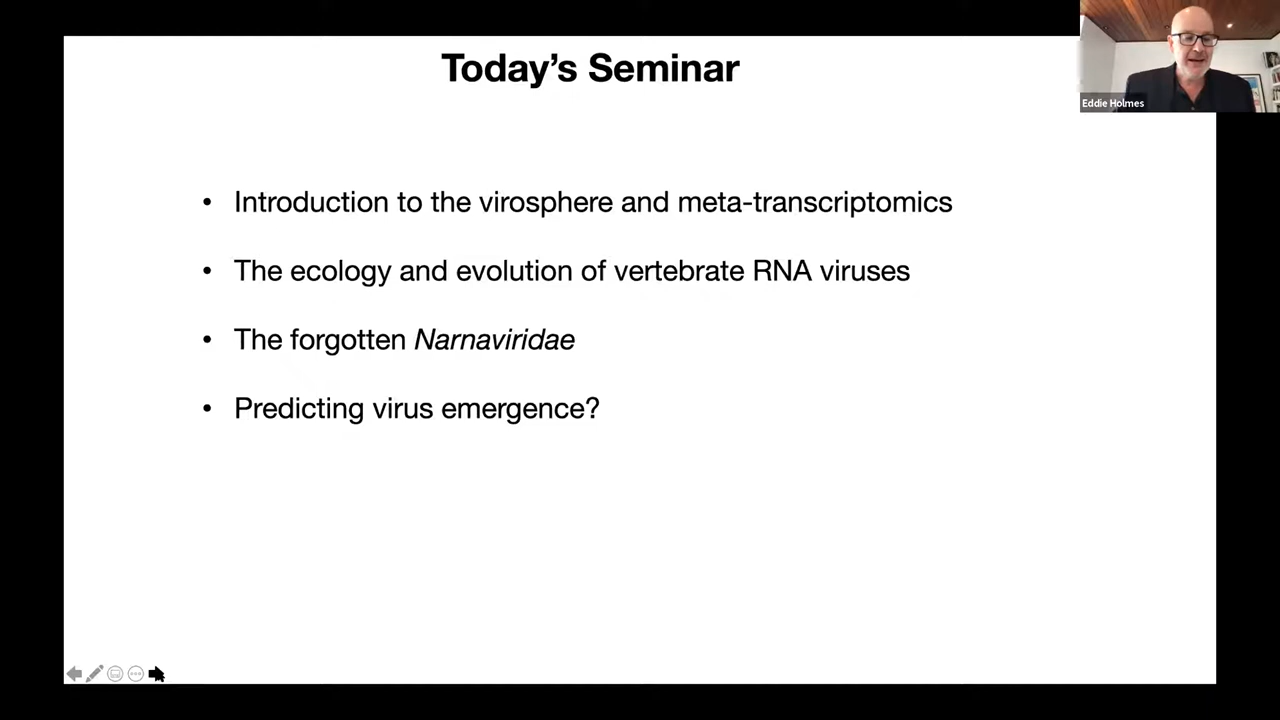 Today's Seminar
Eddie Holmes
• Introduction to the virosphere and meta-transcriptomics
• The ecology and evolution of vertebrate RNA viruses
• The forgotten Narnaviridae
• Predicting virus emergence?